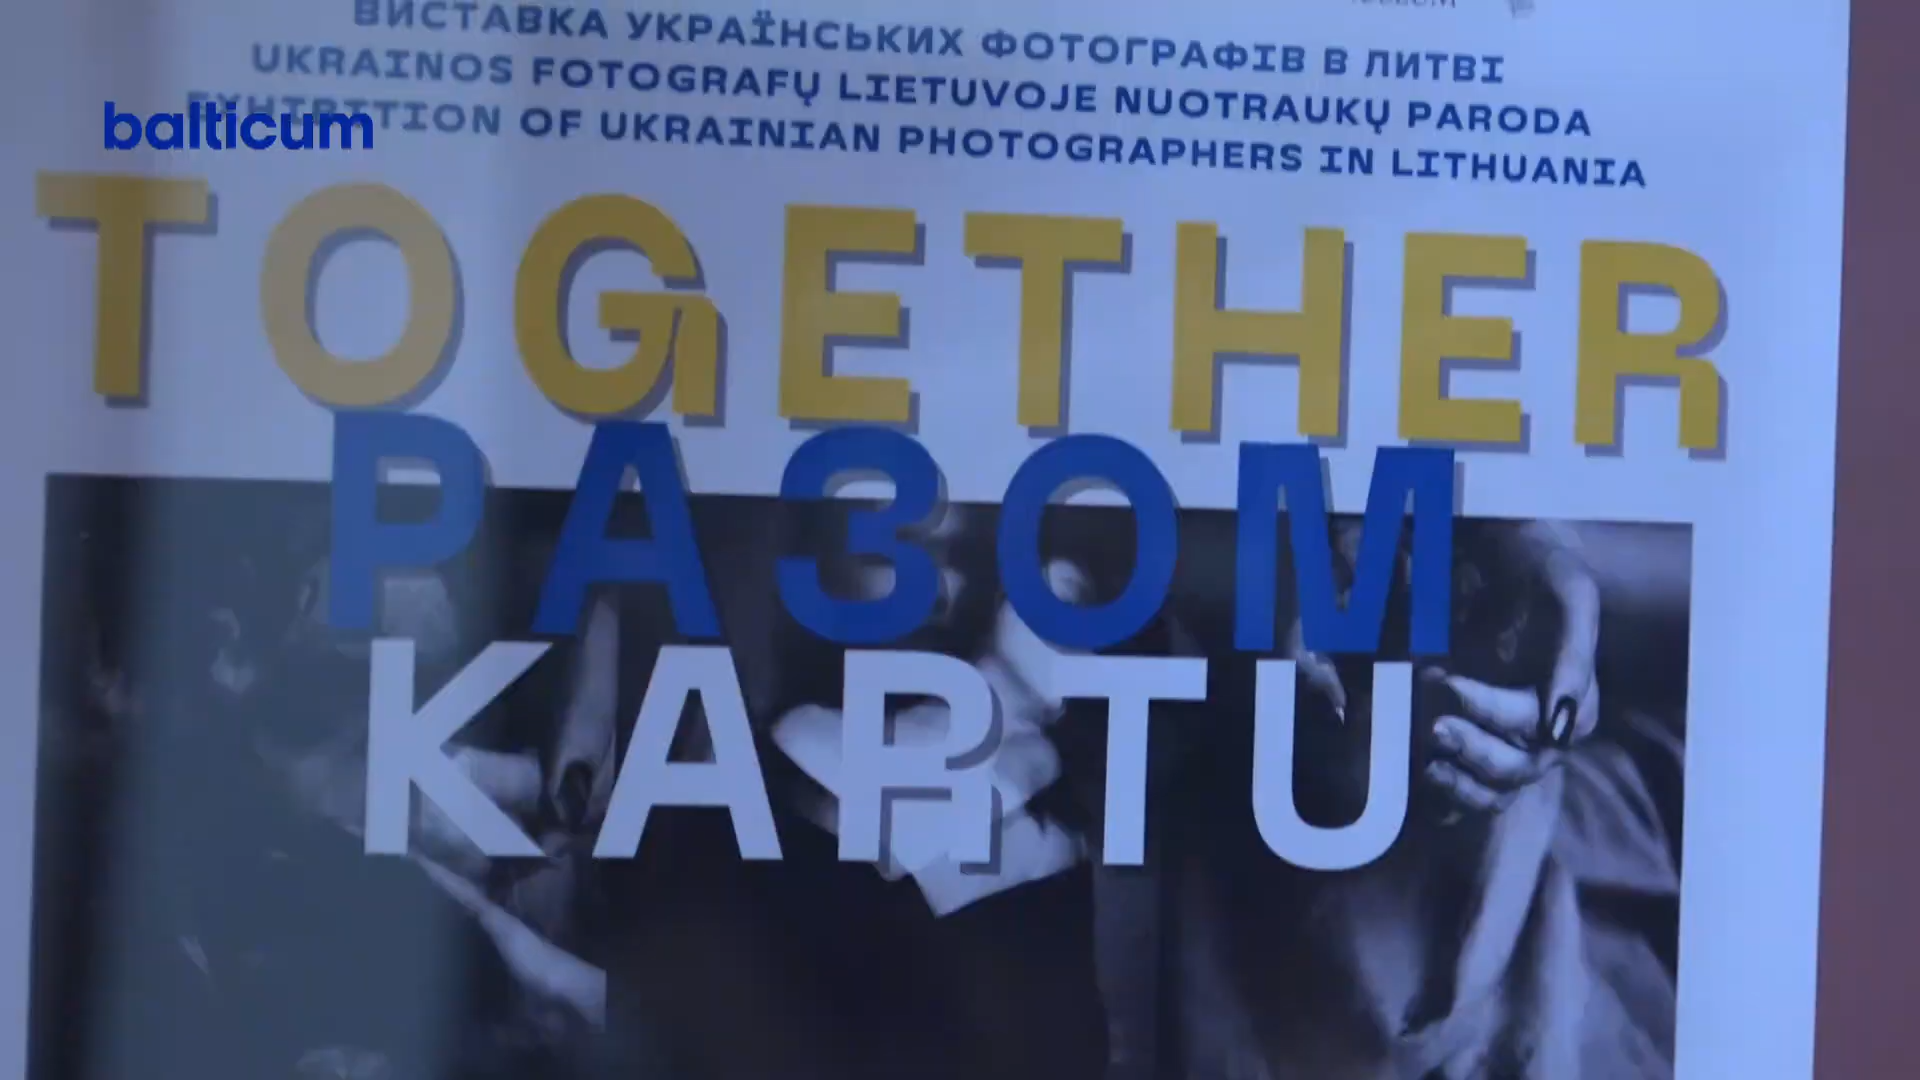 ВИСТАВКА УКРАЇНСЬКИХ ФОТОГРАФІВ В ЛИТВІ
UKRAINOS FOTOGRAFŲ LIETUVOJE NUOTRAUKŲ PARODA
EXHIBITION OF UKRAINIAN PHOTOGRAPHERS IN LITHUANIA
balticum
TOGETHER
РАЗОМ
KARTU